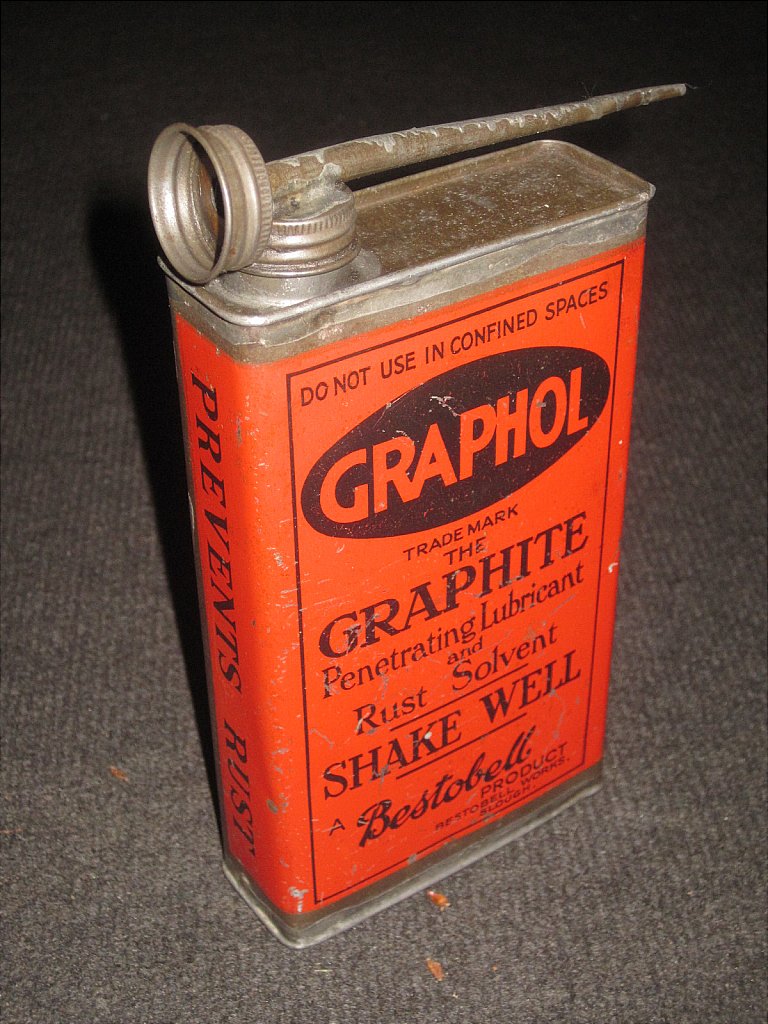 PREVENTS RUST
DO NOT USE IN CONFINED SPACES
GRAPHOL
TRADE MARK
THE
GRAPHITE
Penetrating Lubricant
and
Rust Solvent
SHAKE WELL
A Bestobell PRODUCT
BESTOBELL WORKS,
SLOUGH.